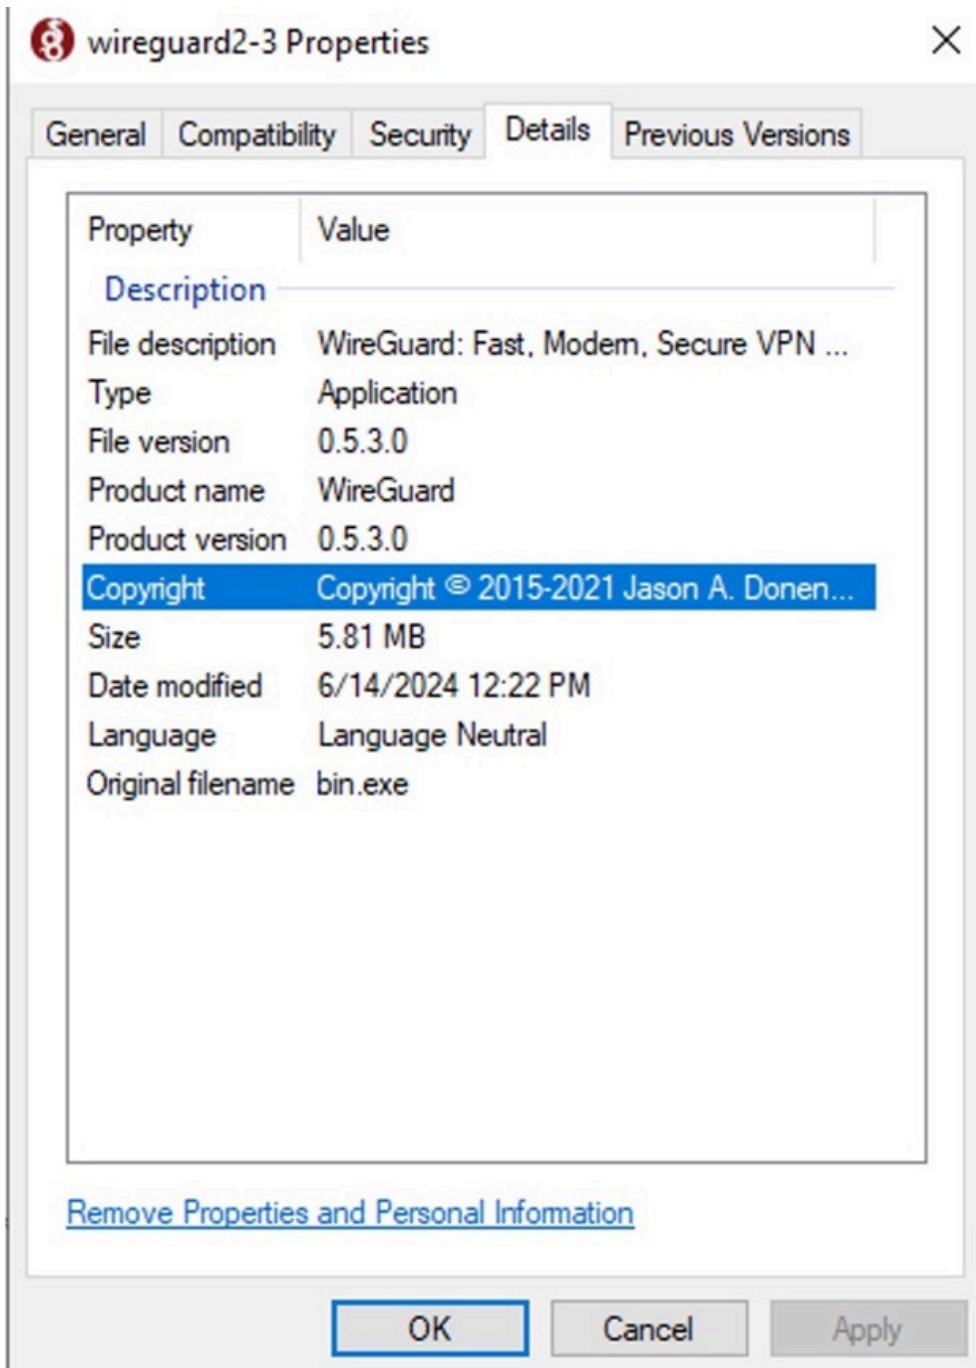 wireguard2-3 Properties
General Compatibility Security Details Previous Versions
Property Value
Description
File description WireGuard: Fast, Modern, Secure VPN ...
Type Application
File version 0.5.3.0
Product name WireGuard
Product version 0.5.3.0
Copyright Copyright © 2015-2021 Jason A. Donen...
Size 5.81 MB
Date modified 6/14/2024 12:22 PM
Language Language Neutral
Original filename bin.exe
Remove Properties and Personal Information
OK Cancel Apply